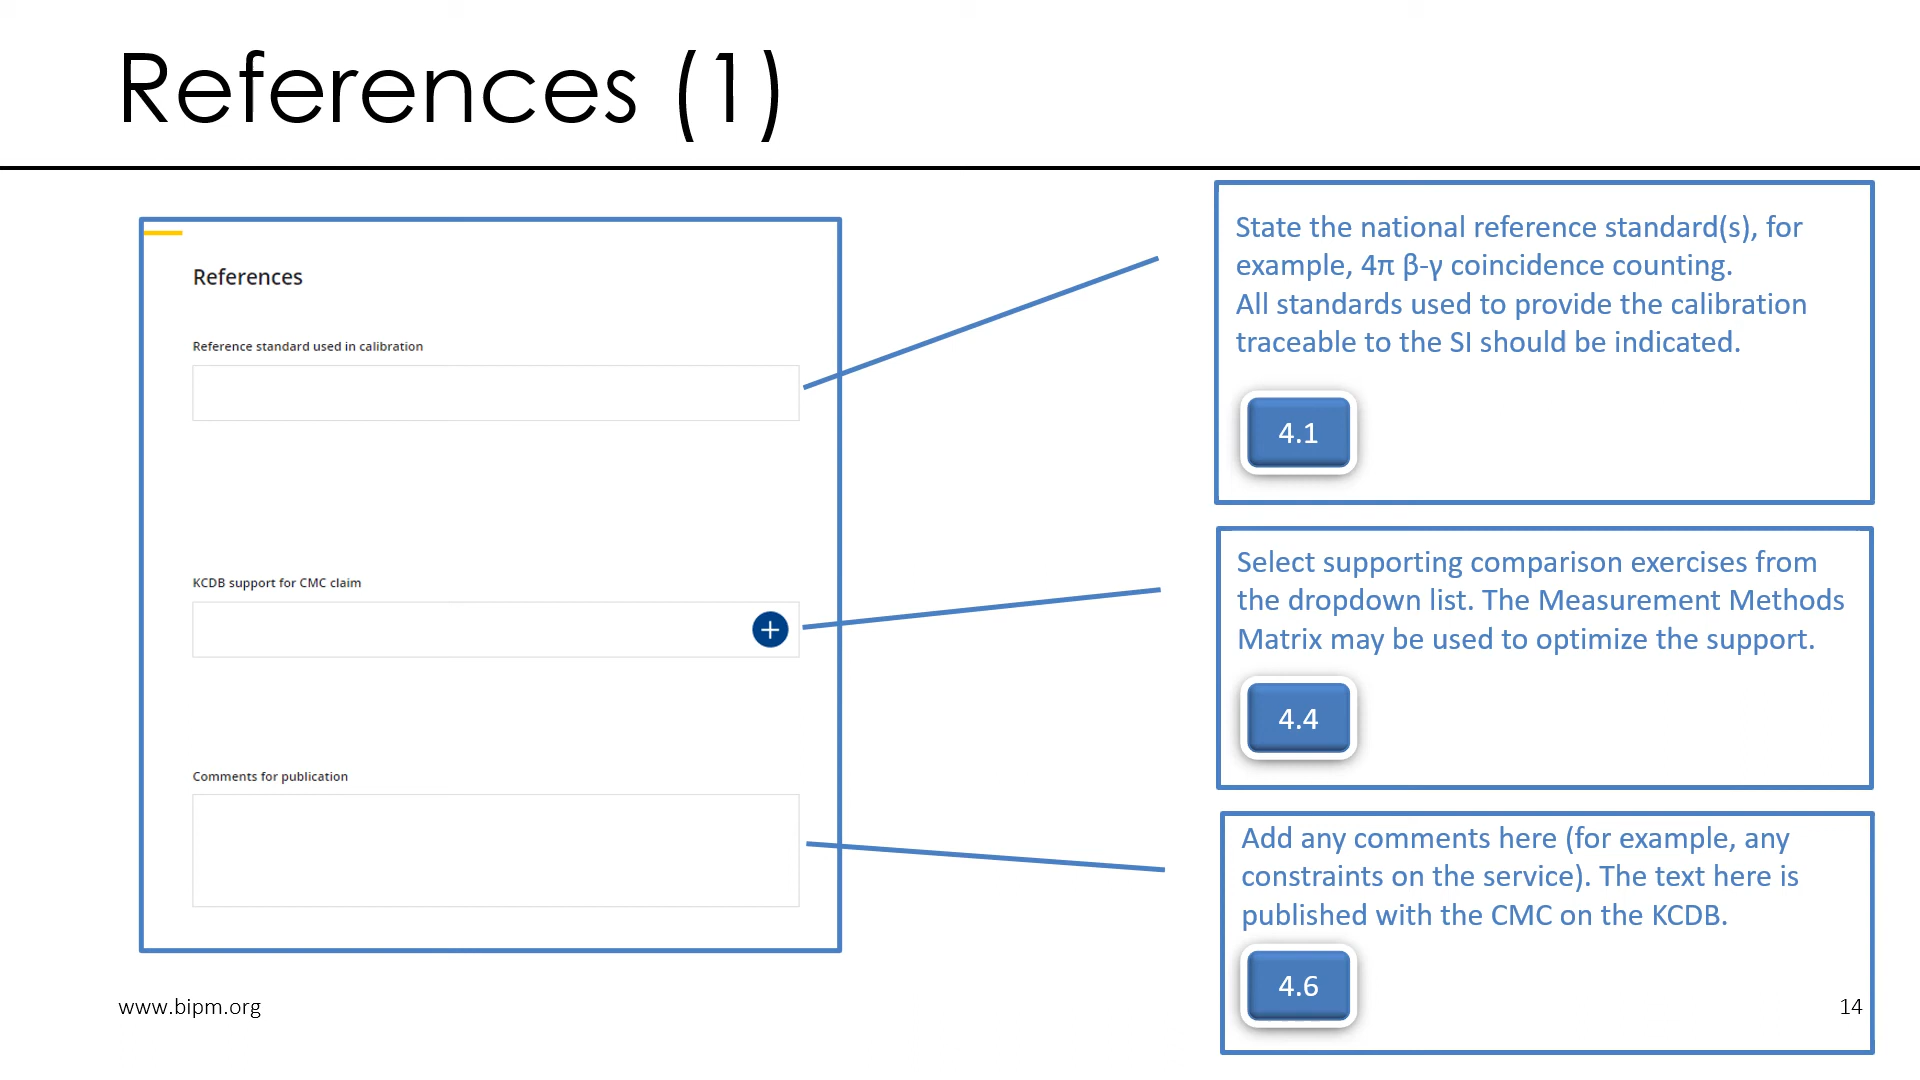 References (1)
References
Reference standard used in calibration
KCDB support for CMC claim
Comments for publication
State the national reference standard(s), for
example, 4π β-γ coincidence counting.
All standards used to provide the calibration
traceable to the SI should be indicated.
4.1
Select supporting comparison exercises from
the dropdown list. The Measurement Methods
Matrix may be used to optimize the support.
4.4
Add any comments here (for example, any
constraints on the service). The text here is
published with the CMC on the KCDB.
4.6
www.bipm.org
14